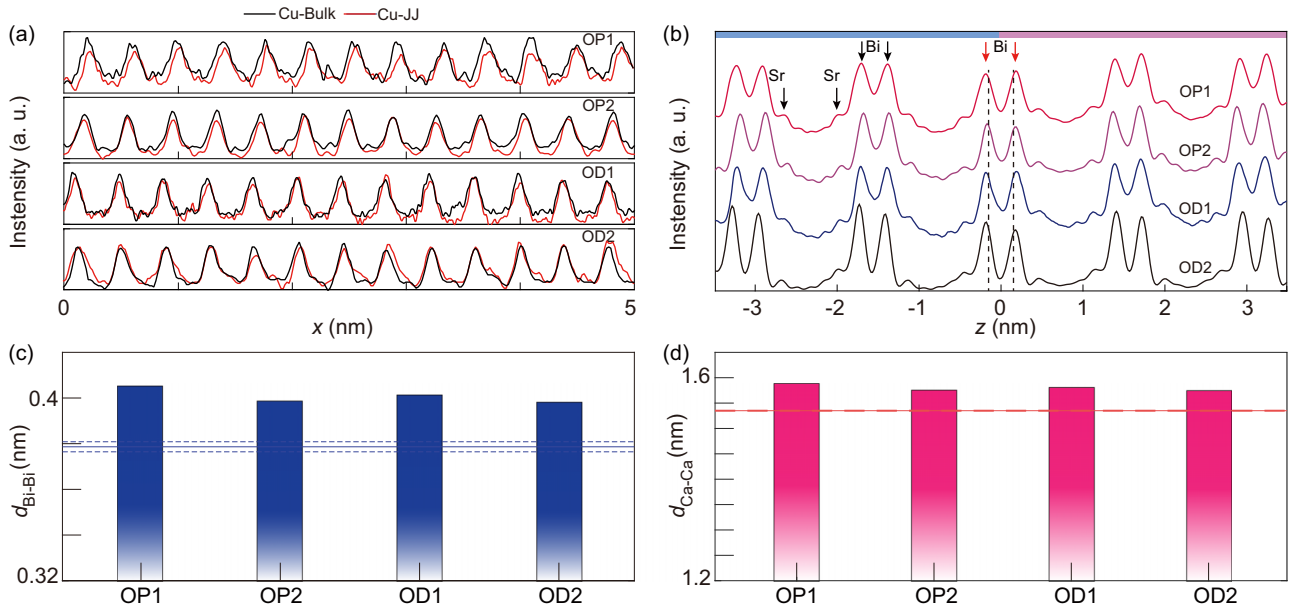 Cu-Bulk Cu-JJ
(a)
OP1
OP2
OD1
OD2
Instensity (a. u.)
0 5
x (nm)
(b)
Bi Bi
Sr Sr
OP1
OP2
OD1
OD2
Instensity (a. u.)
-3 -2 -1 0 1 2 3
z (nm)
(c)
0.4
0.32
dBi-Bi (nm)
OP1 OP2 OD1 OD2
(d)
1.6
1.2
dCa-Ca (nm)
OP1 OP2 OD1 OD2